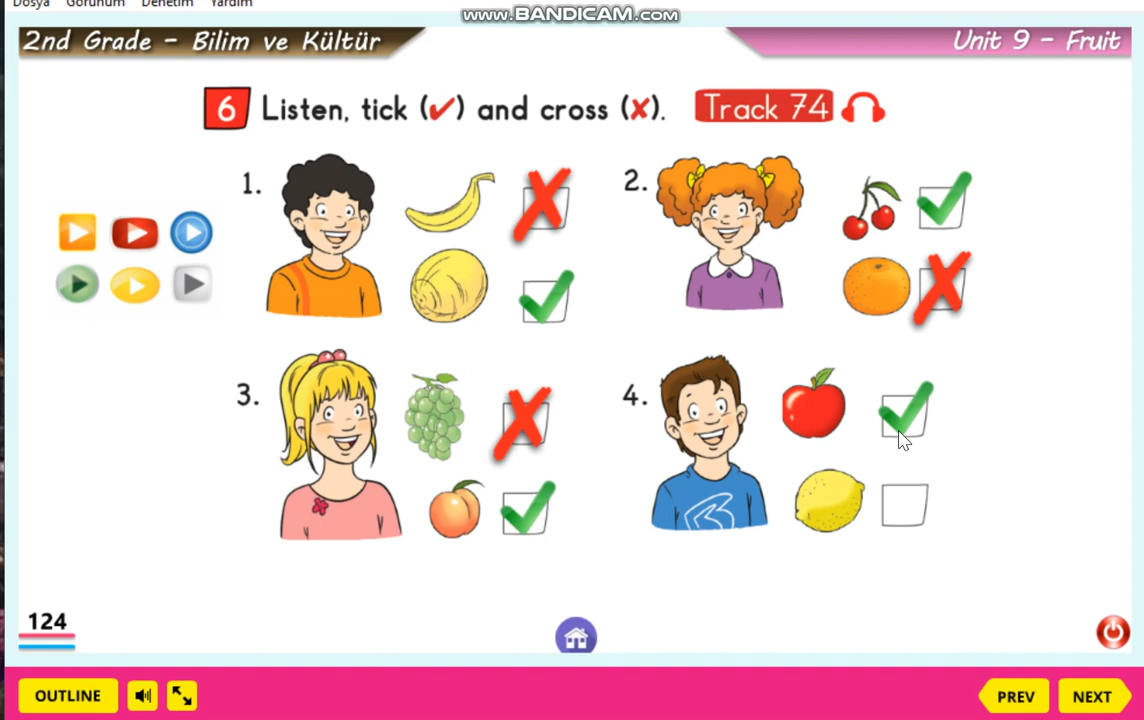 Dosya Görünüm Denetim Yardım
www.BANDICAM.com
2nd Grade - Bilim ve Kültür
Unit 9 - Fruit
6 Listen, tick (✔) and cross (✘). Track 74
1.
2.
3.
4.
124
OUTLINE
PREV
NEXT